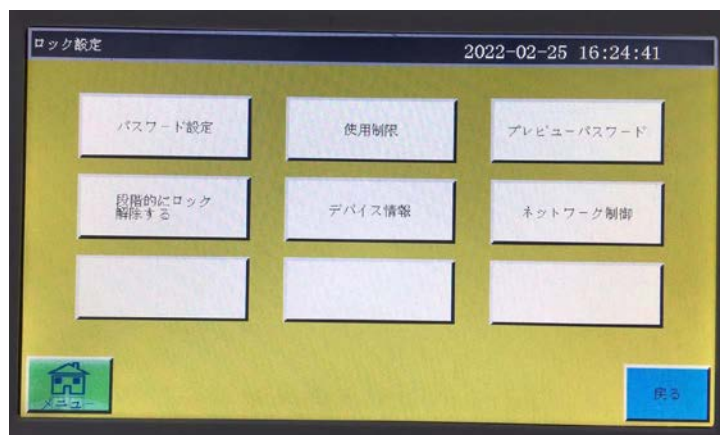 ロック設定
2022-02-25 16:24:41
パスワード設定
使用制限
プレビューパスワード
段階的にロック
解除する
デバイス情報
ネットワーク制御
メニュー
戻る